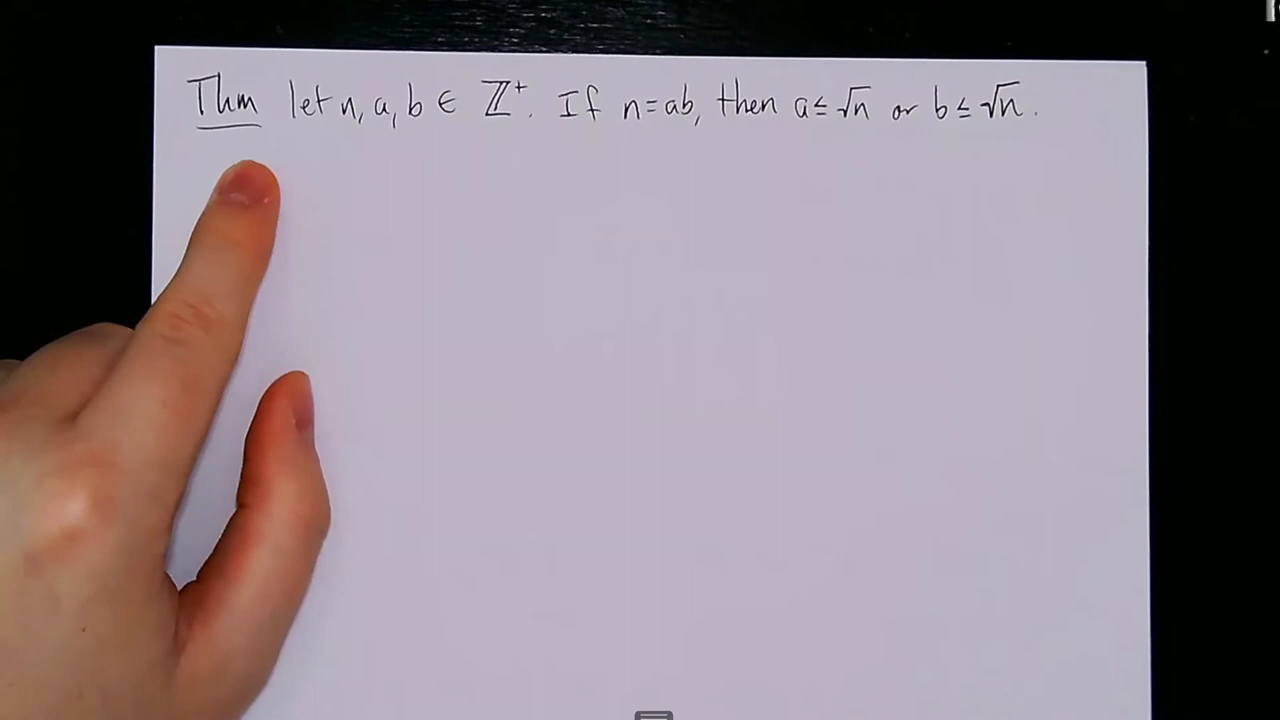 Thm let n, a, b ∈ ℤ⁺. If n=ab, then a≤√n or b≤√n.